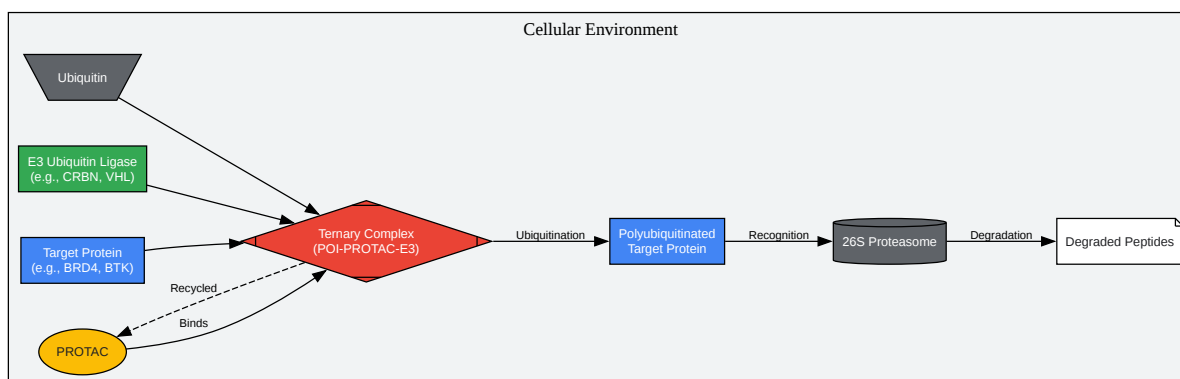 Cellular Environment
Ubiquitin
E3 Ubiquitin Ligase
(e.g., CRBN, VHL)
Target Protein
(e.g., BRD4, BTK)
PROTAC
Recycled
Binds
Ternary Complex
(POI-PROTAC-E3)
Ubiquitination
Polyubiquitinated
Target Protein
Recognition
26S Proteasome
Degradation
Degraded Peptides